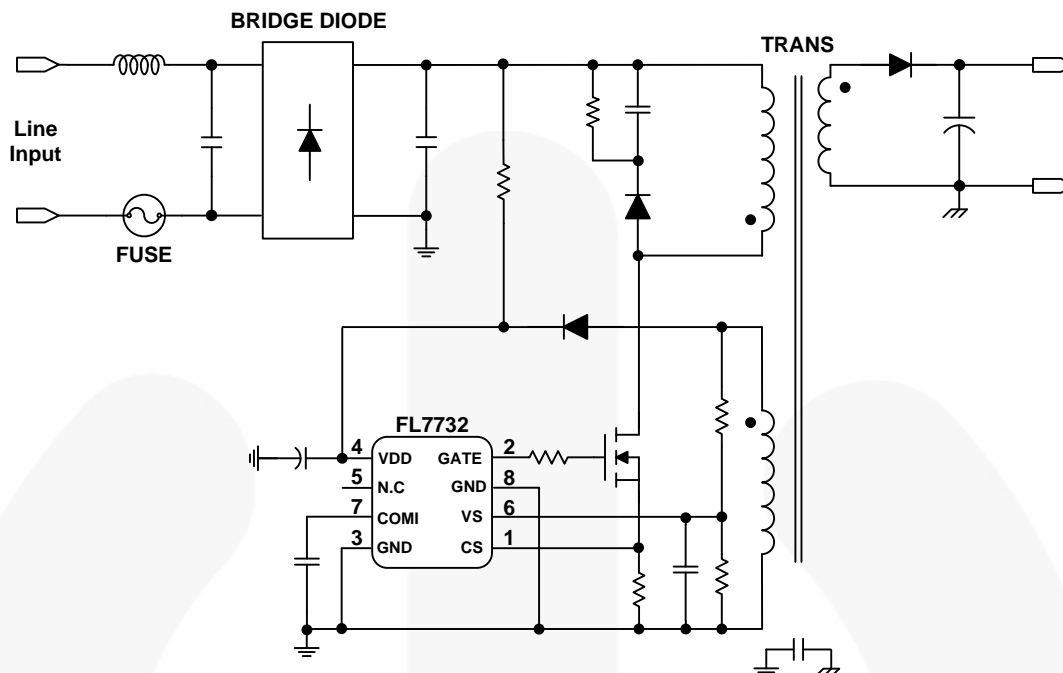 BRIDGE DIODE
TRANS
Line
Input
FUSE
FL7732
4 VDD GATE 2
5 N.C GND 8
7 COMI VS 6
3 GND CS 1